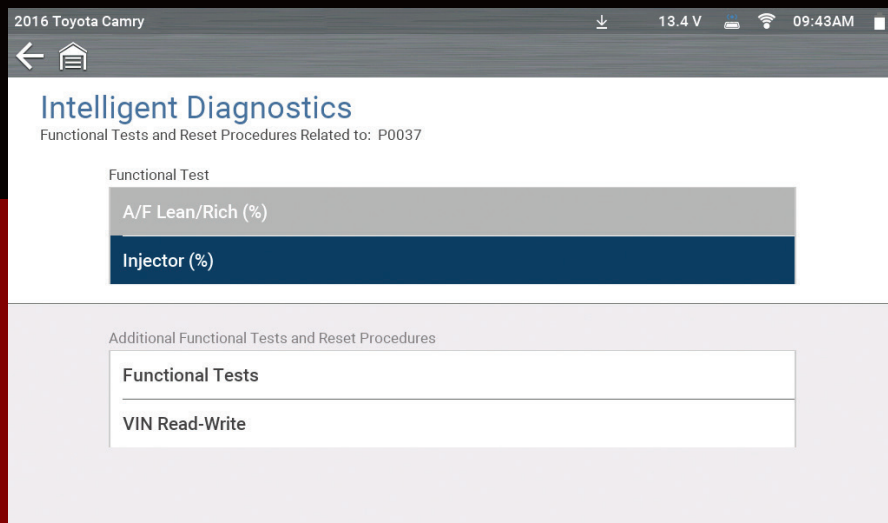 2016 Toyota Camry 13.4 V 09:43AM
Intelligent Diagnostics
Functional Tests and Reset Procedures Related to: P0037
Functional Test
A/F Lean/Rich (%)
Injector (%)
Additional Functional Tests and Reset Procedures
Functional Tests
VIN Read-Write